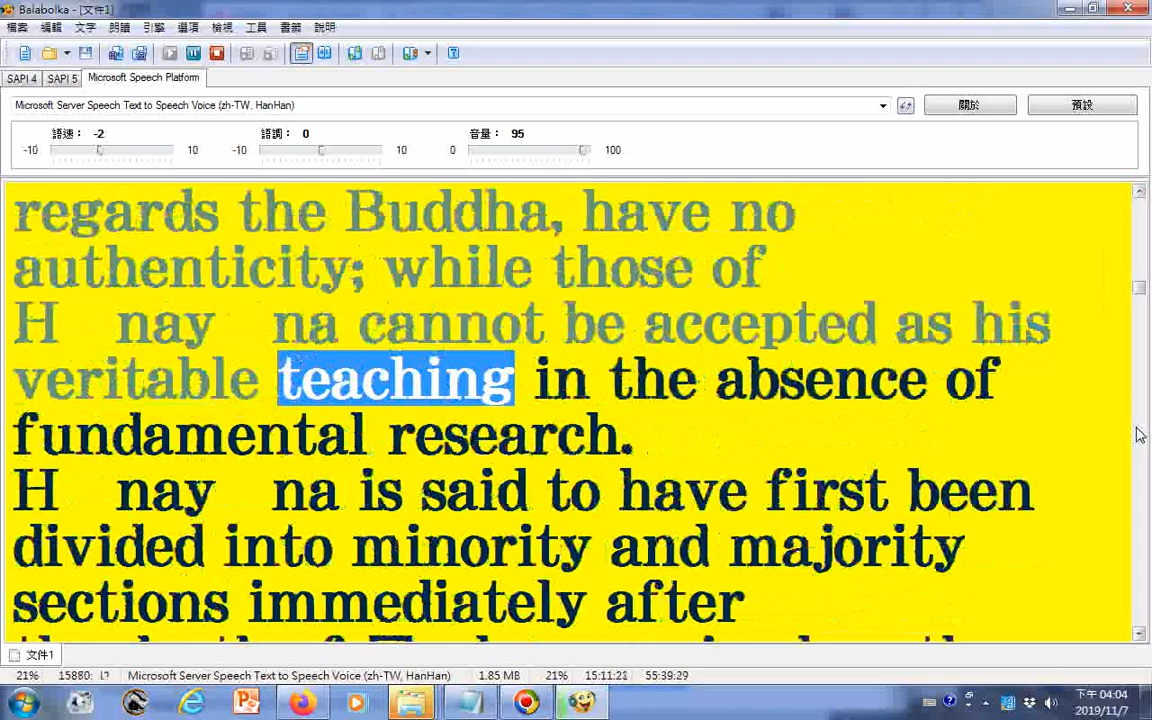 Balabolka - [文件1]
檔案 編輯 文字 朗讀 引擎 選項 檢視 工具 書籤 說明
SAPI 4 SAPI 5 Microsoft Speech Platform
Microsoft Server Speech Text to Speech Voice (zh-TW, HanHan) 關於 預設
語速： -2 語調： 0 音量： 95
-10 10 -10 10 0 100
regards the Buddha, have no
authenticity; while those of
H nay na cannot be accepted as his
veritable teaching in the absence of
fundamental research.
H nay na is said to have first been
divided into minority and majority
sections immediately after
文件1
21% 15880: Microsoft Server Speech Text to Speech Voice (zh-TW, HanHan) 1.85 MB 21% 15:11:21 55:39:29
下午 04:04
2019/11/7